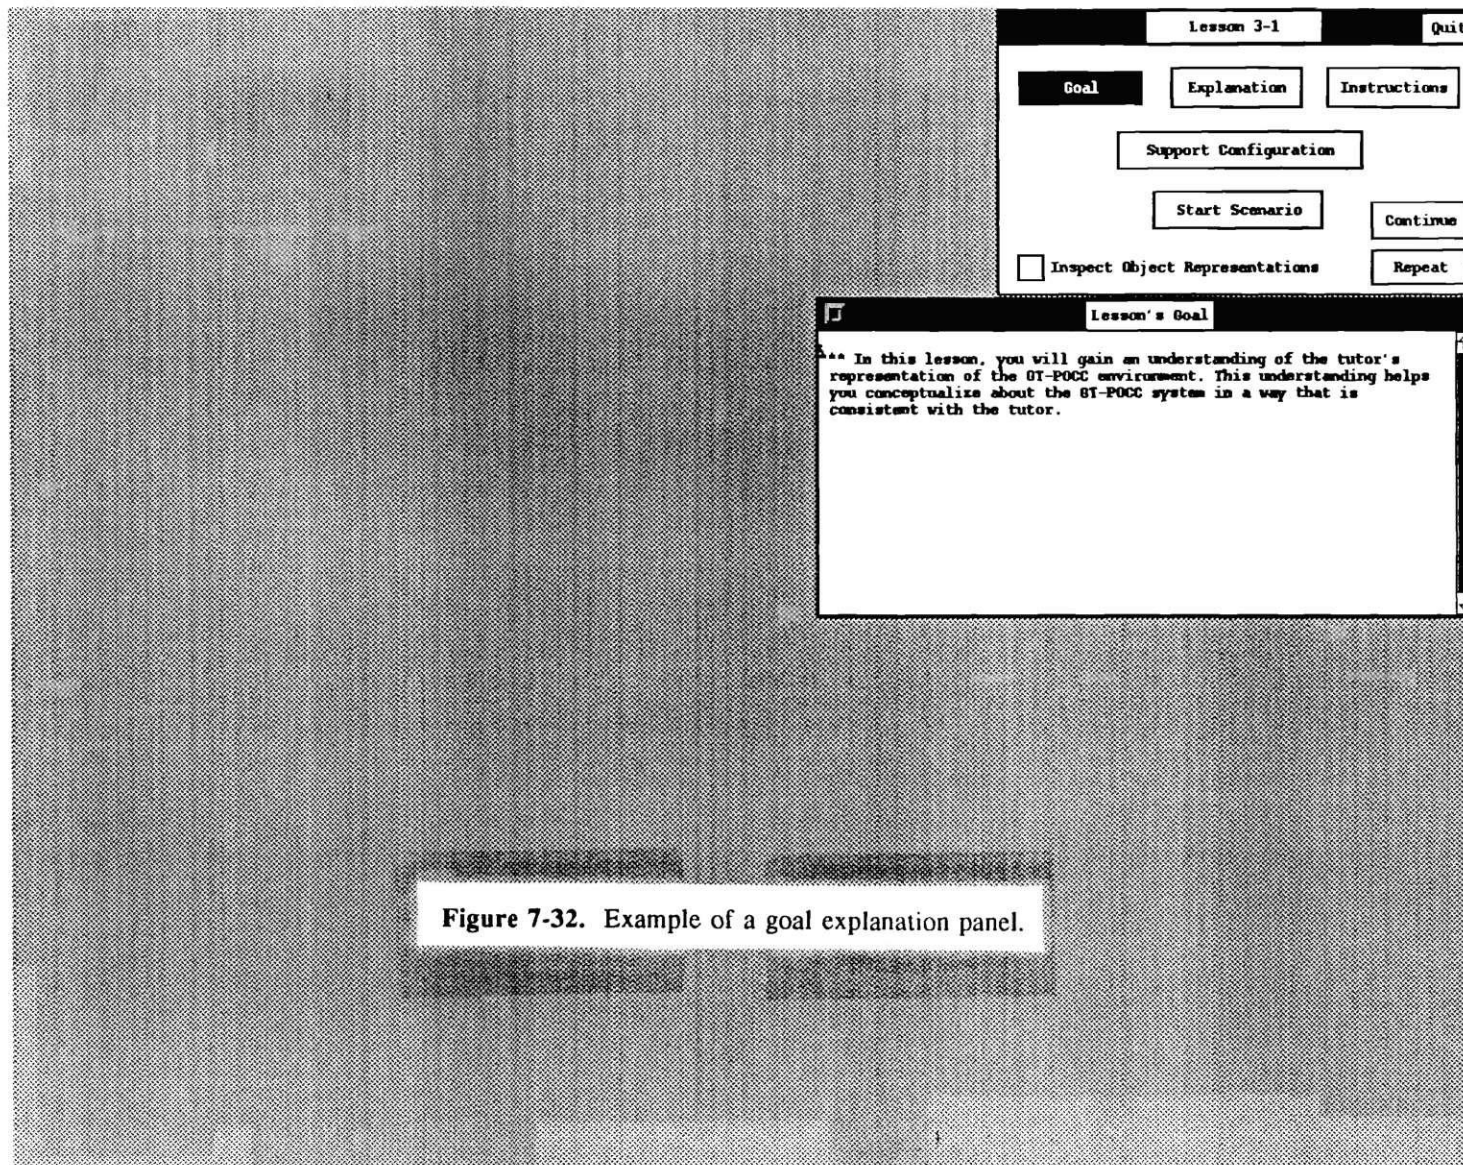 Lesson 3-1 Quit
Goal Explanation Instructions
Support Configuration
Start Scenario
Continue
Inspect Object Representations
Repeat
Lesson's Goal
*** In this lesson, you will gain an understanding of the tutor's
representation of the GT-POCC environment. This understanding helps
you conceptualize about the GT-POCC system in a way that is
consistent with the tutor.
Figure 7-32. Example of a goal explanation panel.